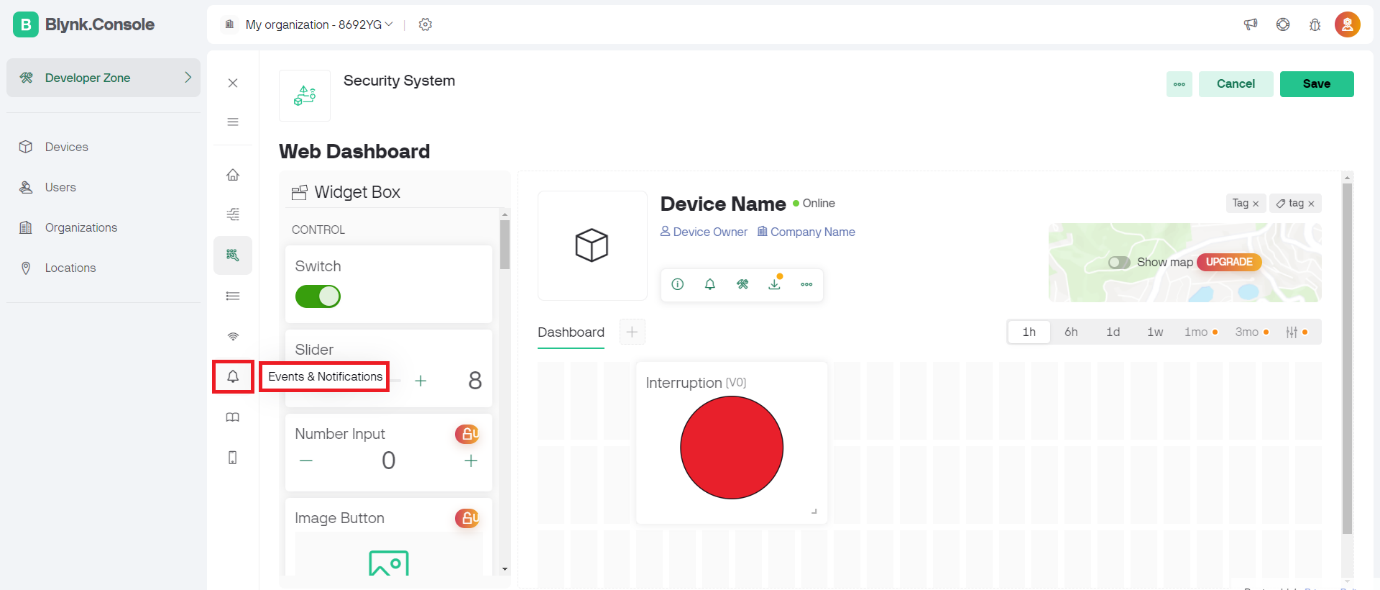 B Blynk.Console
My organization - 8692YG
Developer Zone
Devices
Users
Organizations
Locations
Security System
Cancel
Save
Web Dashboard
Widget Box
CONTROL
Switch
Slider
8
Events & Notifications
Number Input
0
Image Button
Device Name
Online
Device Owner
Company Name
Tag ×
tag ×
Show map
UPGRADE
Dashboard
1h 6h 1d 1w 1mo 3mo
Interruption (V0)